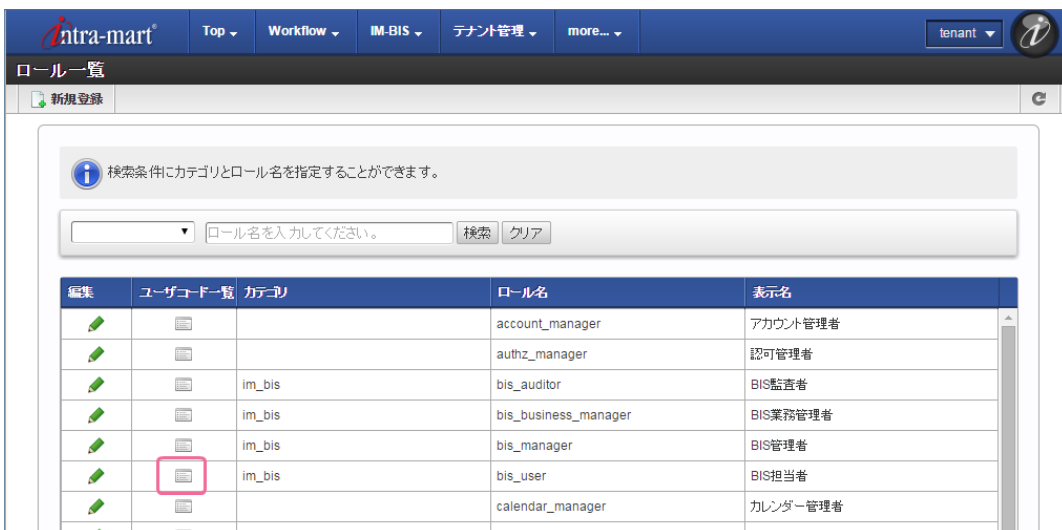 intra-mart® Top Workflow IM-BIS テナント管理 more... tenant
ロール一覧
新規登録
検索条件にカテゴリとロール名を指定することができます。
ロール名を入力してください。 検索 クリア
編集 ユーザコード一覧 カテゴリ ロール名 表示名
account_manager アカウント管理者
authz_manager 認可管理者
im_bis bis_auditor BIS監査者
im_bis bis_business_manager BIS業務管理者
im_bis bis_manager BIS管理者
im_bis bis_user BIS担当者
calendar_manager カレンダー管理者